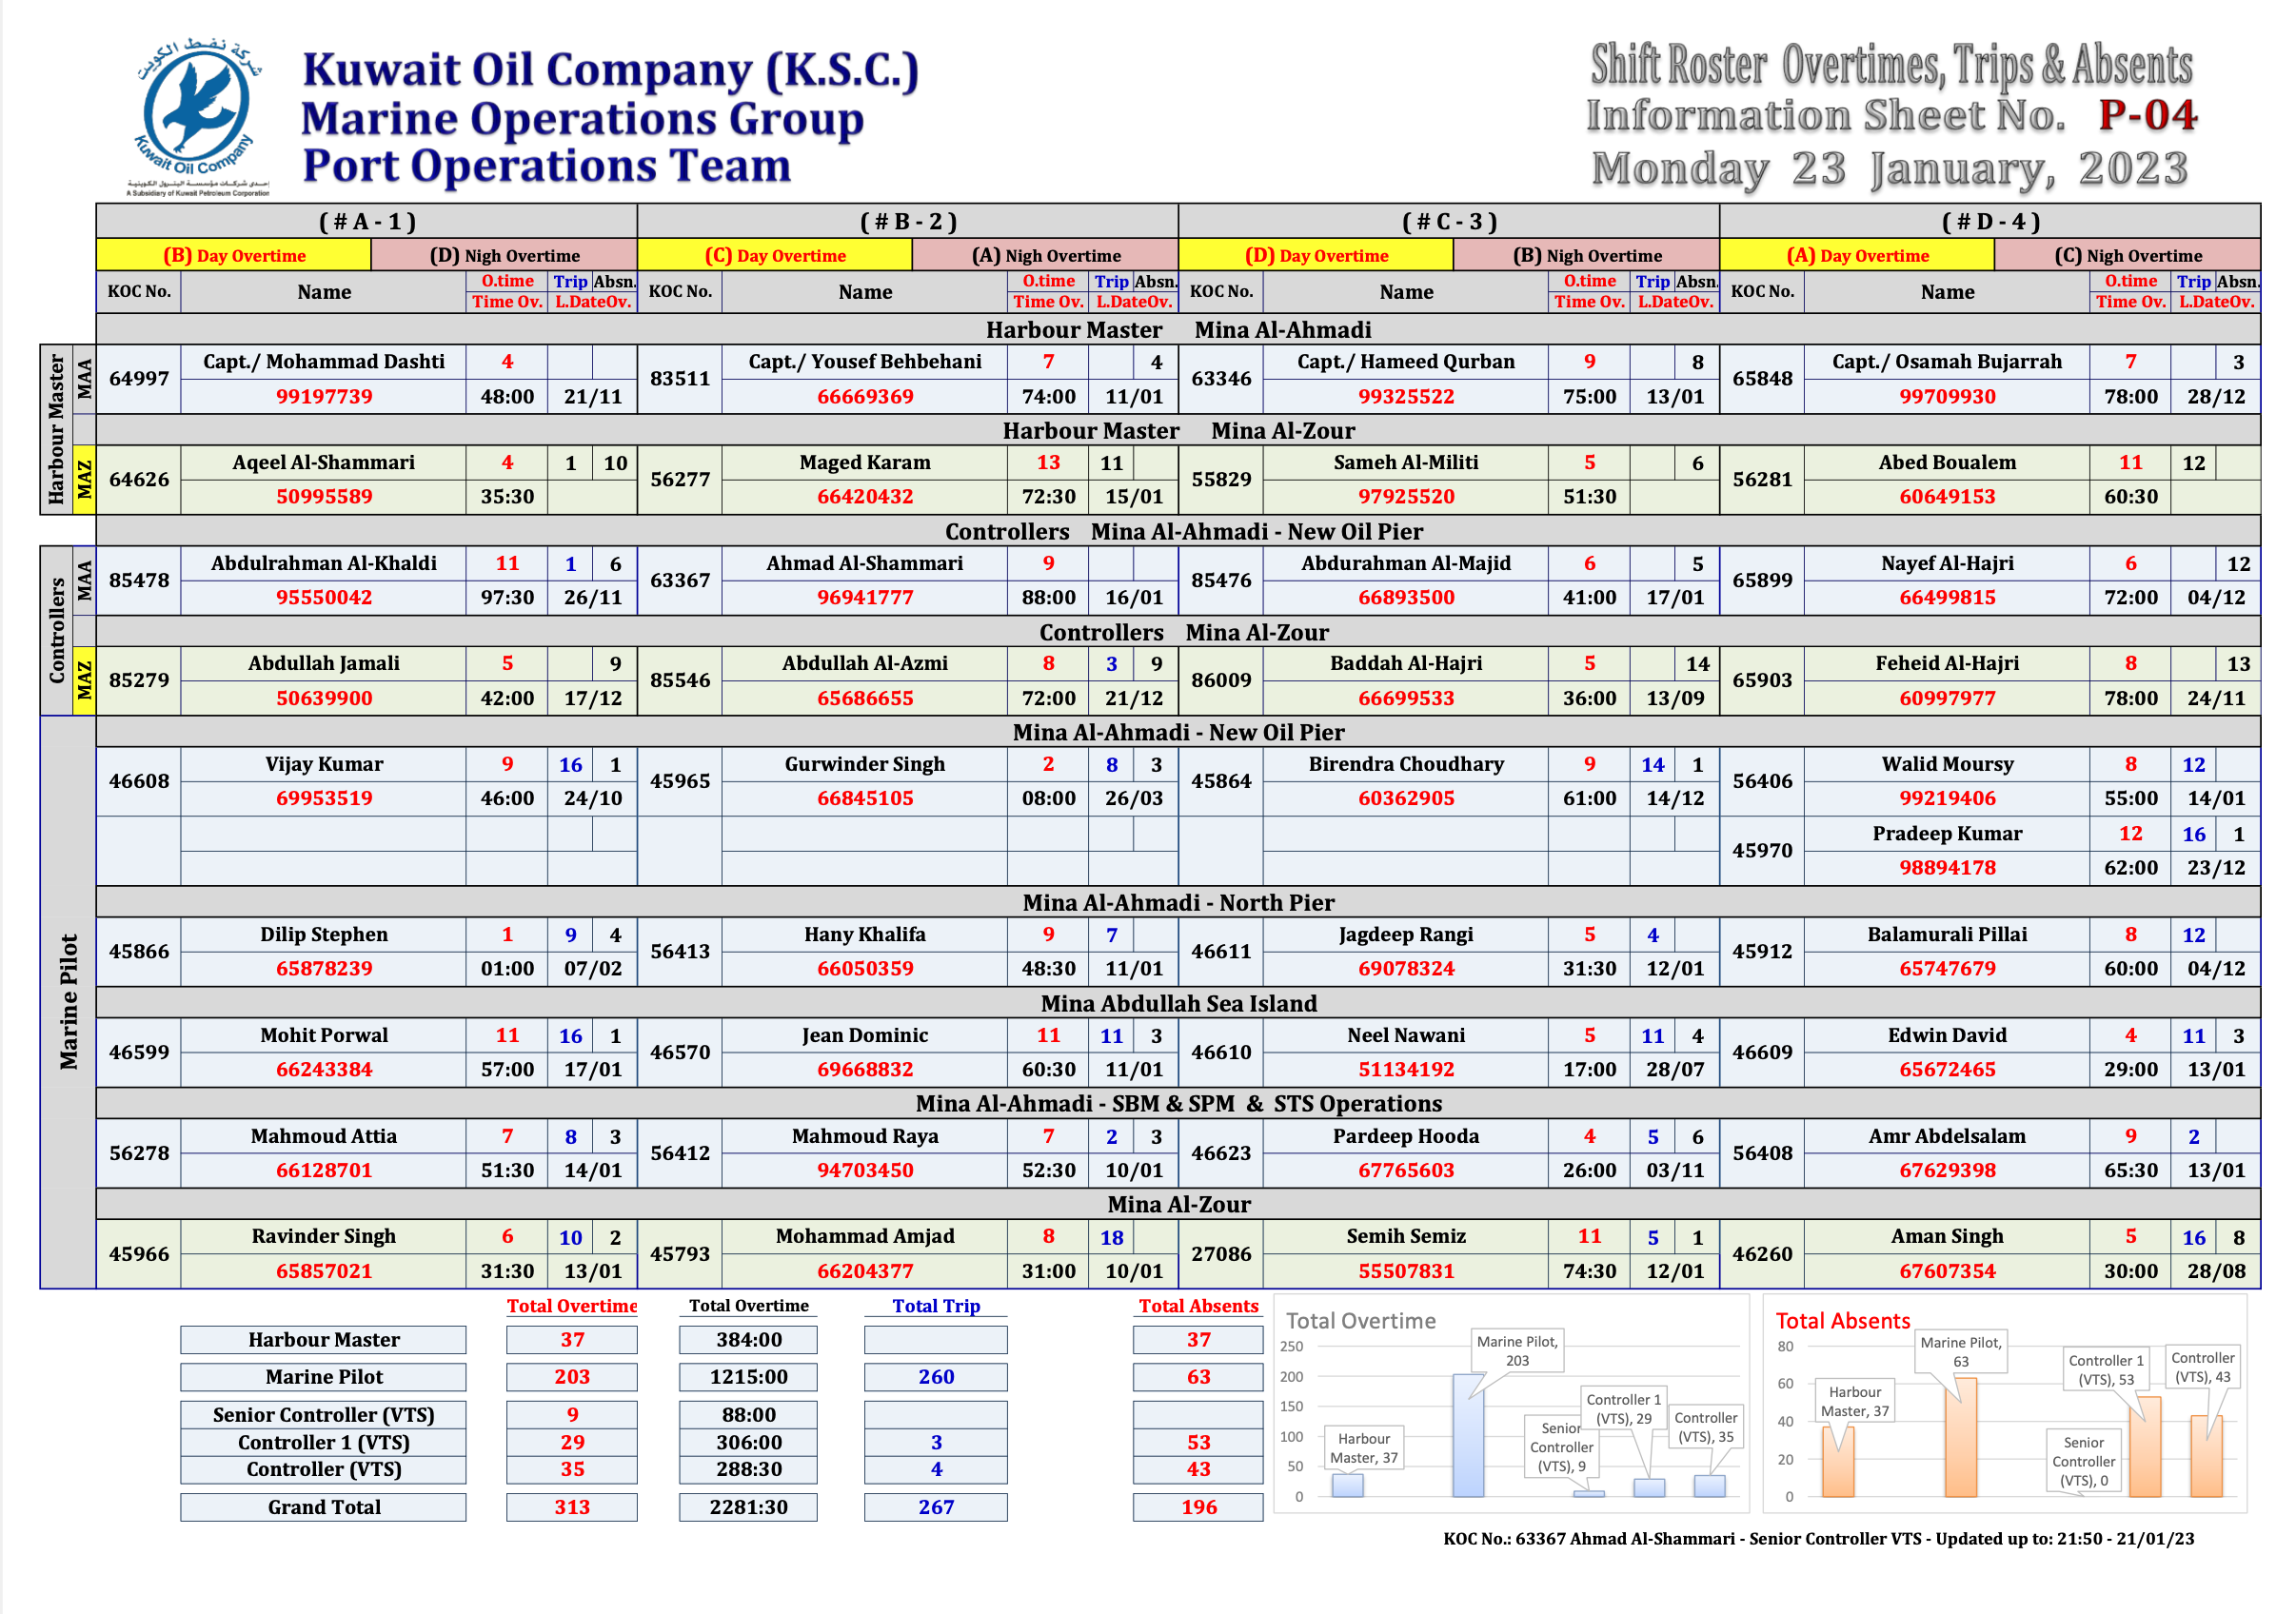 شركة نفط الكويت
Kuwait Oil Company
إحدى شركات مؤسسة البترول الكويتية
A Subsidiary of Kuwait Petroleum Corporation
Kuwait Oil Company (K.S.C.)
Marine Operations Group
Port Operations Team
Shift Roster Overtimes, Trips & Absents
Information Sheet No. P-04
Monday 23 January, 2023
( # A - 1 ) ( # B - 2 ) ( # C - 3 ) ( # D - 4 )
(B) Day Overtime (D) Nigh Overtime (C) Day Overtime (A) Nigh Overtime (D) Day Overtime (B) Nigh Overtime (A) Day Overtime (C) Nigh Overtime
KOC No. Name O.time Trip Absn. KOC No. Name O.time Trip Absn. KOC No. Name O.time Trip Absn. KOC No. Name O.time Trip Absn.
Time Ov. L.DateOv. Time Ov. L.DateOv. Time Ov. L.DateOv. Time Ov. L.DateOv.
Harbour Master Mina Al-Ahmadi
Harbour Master
MAA
64997 Capt./ Mohammad Dashti 4 83511 Capt./ Yousef Behbehani 7 4 63346 Capt./ Hameed Qurban 9 8 65848 Capt./ Osamah Bujarrah 7 3
99197739 48:00 21/11 66669369 74:00 11/01 99325522 75:00 13/01 99709930 78:00 28/12
Harbour Master Mina Al-Zour
MAZ
64626 Aqeel Al-Shammari 4 1 10 56277 Maged Karam 13 11 55829 Sameh Al-Militi 5 6 56281 Abed Boualem 11 12
50995589 35:30 66420432 72:30 15/01 97925520 51:30 60649153 60:30
Controllers Mina Al-Ahmadi - New Oil Pier
Controllers
MAA
85478 Abdulrahman Al-Khaldi 11 1 6 63367 Ahmad Al-Shammari 9 85476 Abdurahman Al-Majid 6 5 65899 Nayef Al-Hajri 6 12
95550042 97:30 26/11 96941777 88:00 16/01 66893500 41:00 17/01 66499815 72:00 04/12
Controllers Mina Al-Zour
MAZ
85279 Abdullah Jamali 5 9 85546 Abdullah Al-Azmi 8 3 9 86009 Baddah Al-Hajri 5 14 65903 Feheid Al-Hajri 8 13
50639900 42:00 17/12 65686655 72:00 21/12 66699533 36:00 13/09 60997977 78:00 24/11
Marine Pilot
Mina Al-Ahmadi - New Oil Pier
46608 Vijay Kumar 9 16 1 45965 Gurwinder Singh 2 8 3 45864 Birendra Choudhary 9 14 1 56406 Walid Moursy 8 12
69953519 46:00 24/10 66845105 08:00 26/03 60362905 61:00 14/12 99219406 55:00 14/01
45970 Pradeep Kumar 12 16 1
98894178 62:00 23/12
Mina Al-Ahmadi - North Pier
45866 Dilip Stephen 1 9 4 56413 Hany Khalifa 9 7 46611 Jagdeep Rangi 5 4 45912 Balamurali Pillai 8 12
65878239 01:00 07/02 66050359 48:30 11/01 69078324 31:30 12/01 65747679 60:00 04/12
Mina Abdullah Sea Island
46599 Mohit Porwal 11 16 1 46570 Jean Dominic 11 11 3 46610 Neel Nawani 5 11 4 46609 Edwin David 4 11 3
66243384 57:00 17/01 69668832 60:30 11/01 51134192 17:00 28/07 65672465 29:00 13/01
Mina Al-Ahmadi - SBM & SPM & STS Operations
56278 Mahmoud Attia 7 8 3 56412 Mahmoud Raya 7 2 3 46623 Pardeep Hooda 4 5 6 56408 Amr Abdelsalam 9 2
66128701 51:30 14/01 94703450 52:30 10/01 67765603 26:00 03/11 67629398 65:30 13/01
Mina Al-Zour
45966 Ravinder Singh 6 10 2 45793 Mohammad Amjad 8 18 27086 Semih Semiz 11 5 1 46260 Aman Singh 5 16 8
65857021 31:30 13/01 66204377 31:00 10/01 55507831 74:30 12/01 67607354 30:00 28/08
Total Overtime Total Overtime Total Trip Total Absents
Harbour Master 37 384:00 37
Marine Pilot 203 1215:00 260 63
Senior Controller (VTS) 9 88:00
Controller 1 (VTS) 29 306:00 3 53
Controller (VTS) 35 288:30 4 43
Grand Total 313 2281:30 267 196
Total Overtime
250
200
150
100
50
0
Harbour Master, 37
Marine Pilot, 203
Senior Controller (VTS), 9
Controller 1 (VTS), 29
Controller (VTS), 35
Total Absents
80
60
40
20
0
Harbour Master, 37
Marine Pilot, 63
Senior Controller (VTS), 0
Controller 1 (VTS), 53
Controller (VTS), 43
KOC No.: 63367 Ahmad Al-Shammari - Senior Controller VTS - Updated up to: 21:50 - 21/01/23